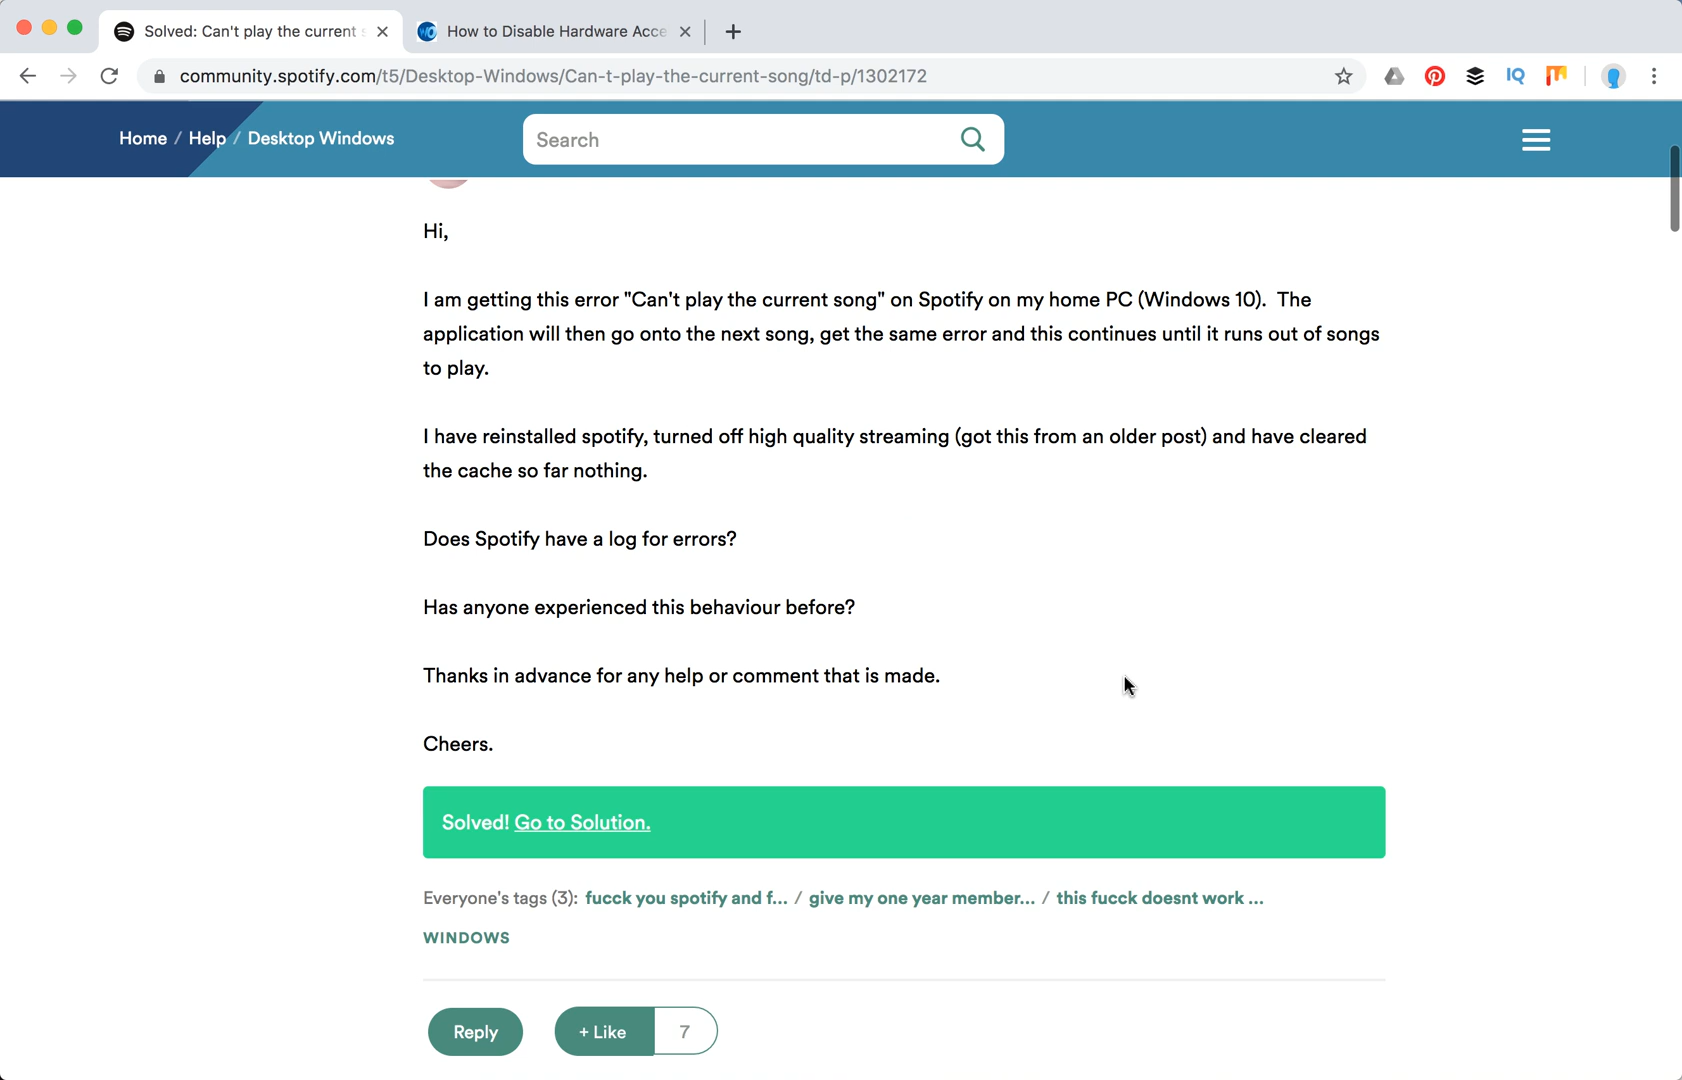 Solved: Can't play the current s
How to Disable Hardware Acce
community.spotify.com/t5/Desktop-Windows/Can-t-play-the-current-song/td-p/1302172
IQ
Home / Help / Desktop Windows
Search
Hi,
I am getting this error "Can't play the current song" on Spotify on my home PC (Windows 10).  The
application will then go onto the next song, get the same error and this continues until it runs out of songs
to play.
I have reinstalled spotify, turned off high quality streaming (got this from an older post) and have cleared
the cache so far nothing.
Does Spotify have a log for errors?
Has anyone experienced this behaviour before?
Thanks in advance for any help or comment that is made.
Cheers.
Solved! Go to Solution.
Everyone's tags (3): fucck you spotify and f... / give my one year member... / this fucck doesnt work ...
WINDOWS
Reply
+ Like 7